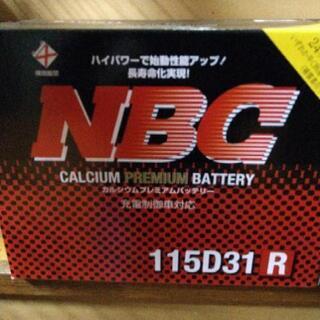 ハイパワーで始動性能アップ!
長寿命化実現!
NBC
CALCIUM PREMIUM BATTERY
カルシウムプレミアムバッテリー
充電制御車対応
115D31 R